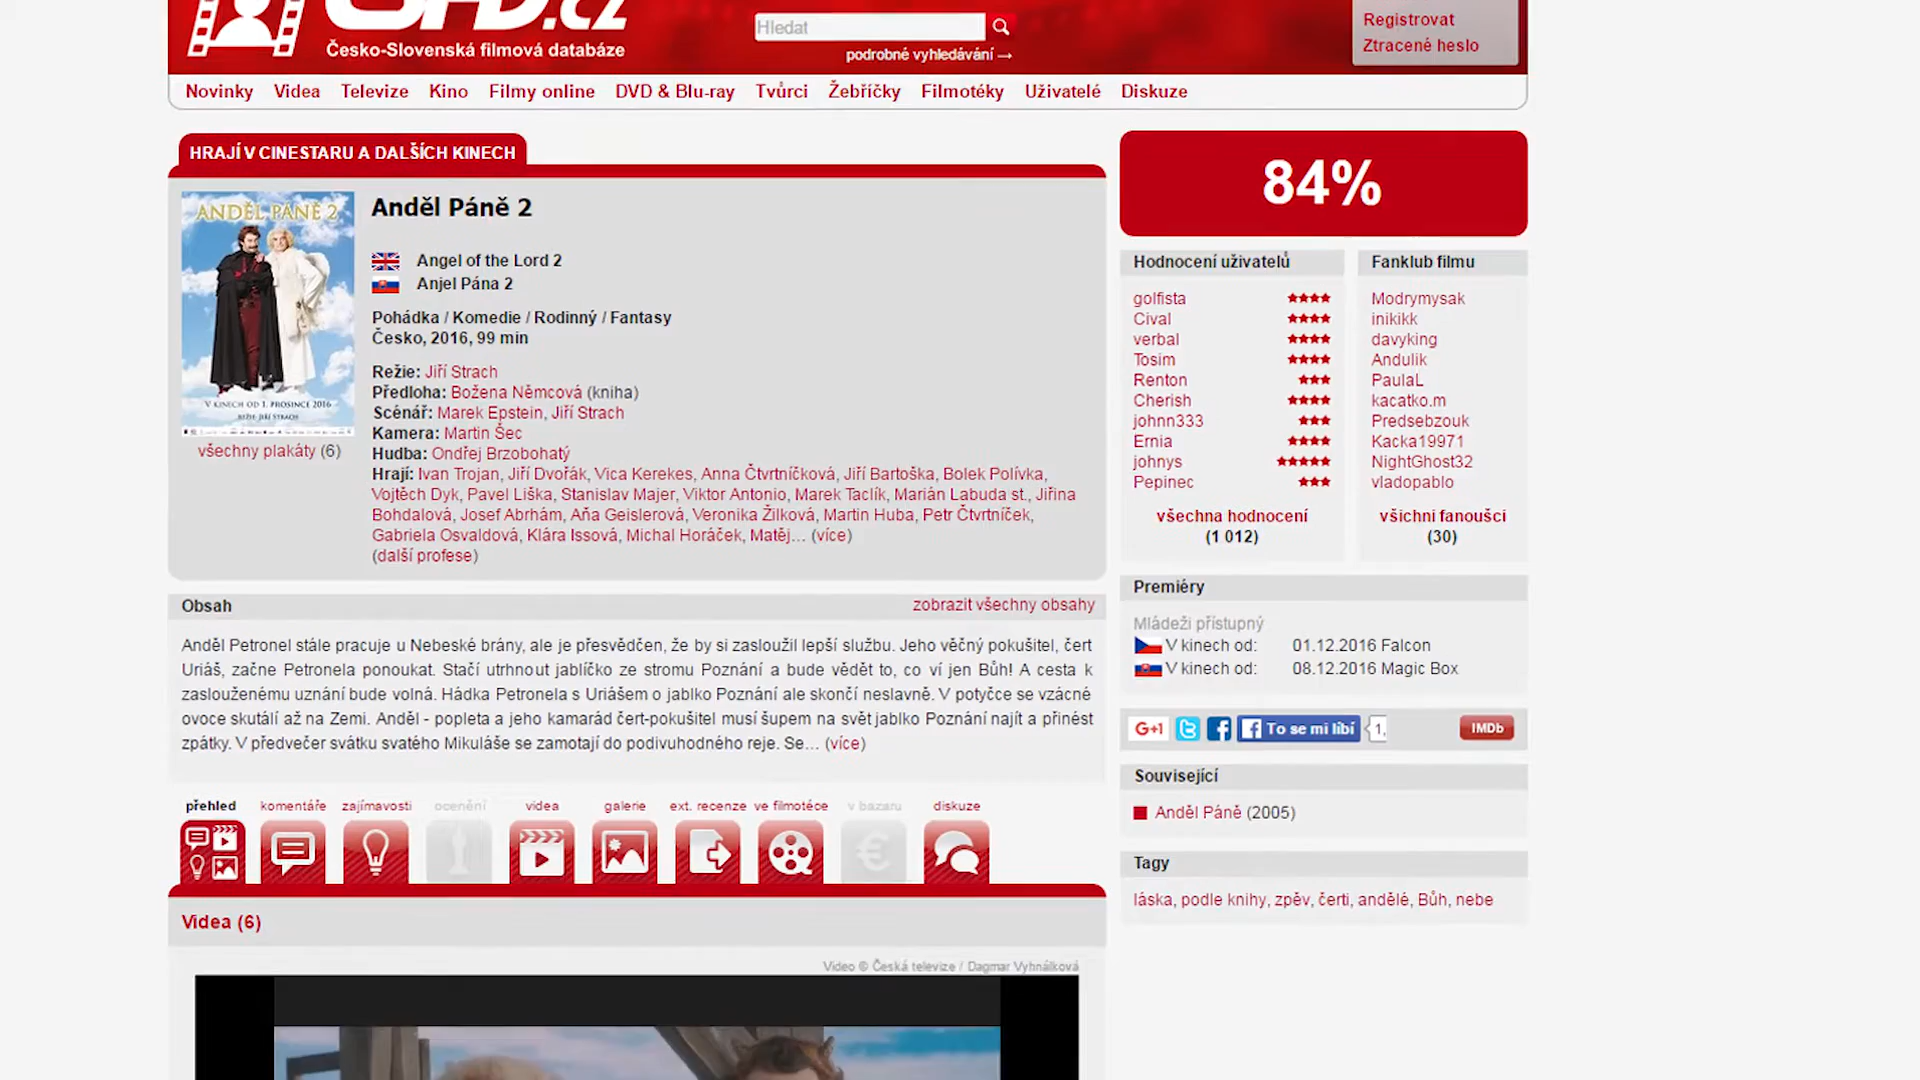 ČSFD.cz
Česko-Slovenská filmová databáze
Hledat
podrobné vyhledávání →
Registrovat
Ztracené heslo
Novinky Videa Televize Kino Filmy online DVD & Blu-ray Tvůrci Žebříčky Filmotéky Uživatelé Diskuze
HRAJÍ V CINESTARU A DALŠÍCH KINECH
ANDĚL PÁNĚ 2
V KINECH OD 1. PROSINCE 2016
REŽIE: JIŘÍ STRACH
všechny plakáty (6)
Anděl Páně 2
Angel of the Lord 2
Anjel Pána 2
Pohádka / Komedie / Rodinný / Fantasy
Česko, 2016, 99 min
Režie: Jiří Strach
Předloha: Božena Němcová (kniha)
Scénář: Marek Epstein, Jiří Strach
Kamera: Martin Šec
Hudba: Ondřej Brzobohatý
Hrají: Ivan Trojan, Jiří Dvořák, Vica Kerekes, Anna Čtvrtníčková, Jiří Bartoška, Bolek Polívka,
Vojtěch Dyk, Pavel Liška, Stanislav Majer, Viktor Antonio, Marek Taclík, Marián Labuda st., Jiřina
Bohdalová, Josef Abrhám, Aňa Geislerová, Veronika Žilková, Martin Huba, Petr Čtvrtníček,
Gabriela Osvaldová, Klára Issová, Michal Horáček, Matěj... (více)
(další profese)
Obsah
zobrazit všechny obsahy
Anděl Petronel stále pracuje u Nebeské brány, ale je přesvědčen, že by si zasloužil lepší službu. Jeho věčný pokušitel, čert
Uriáš, začne Petronela ponoukat. Stačí utrhnout jablíčko ze stromu Poznání a bude vědět to, co ví jen Bůh! A cesta k
zaslouženému uznání bude volná. Hádka Petronela s Uriášem o jablko Poznání ale skončí neslavně. V potyčce se vzácné
ovoce skutálí až na Zemi. Anděl - popleta a jeho kamarád čert-pokušitel musí šupem na svět jablko Poznání najít a přinést
zpátky. V předvečer svátku svatého Mikuláše se zamotají do podivuhodného reje. Se... (více)
přehled komentáře zajímavosti ocenění videa galerie ext. recenze ve filmotéce v bazaru diskuze
Videa (6)
Video © Česká televize / Dagmar Vyhnálková
84%
Hodnocení uživatelů
golfista ★★★★
Cival ★★★★
verbal ★★★★
Tosim ★★★★
Renton ★★★
Cherish ★★★★
johnn333 ★★★
Ernia ★★★★
johnys ★★★★★
Pepinec ★★★
všechna hodnocení
(1 012)
Fanklub filmu
Modrymysak
inikikk
davyking
Andulik
PaulaL
kacatko.m
Predsebzouk
Kacka19971
NightGhost32
vladopablo
všichni fanoušci
(30)
Premiéry
Mládeži přístupný
V kinech od: 01.12.2016 Falcon
V kinech od: 08.12.2016 Magic Box
G+1 To se mi líbí 1, IMDb
Související
Anděl Páně (2005)
Tagy
láska, podle knihy, zpěv, čerti, andělé, Bůh, nebe